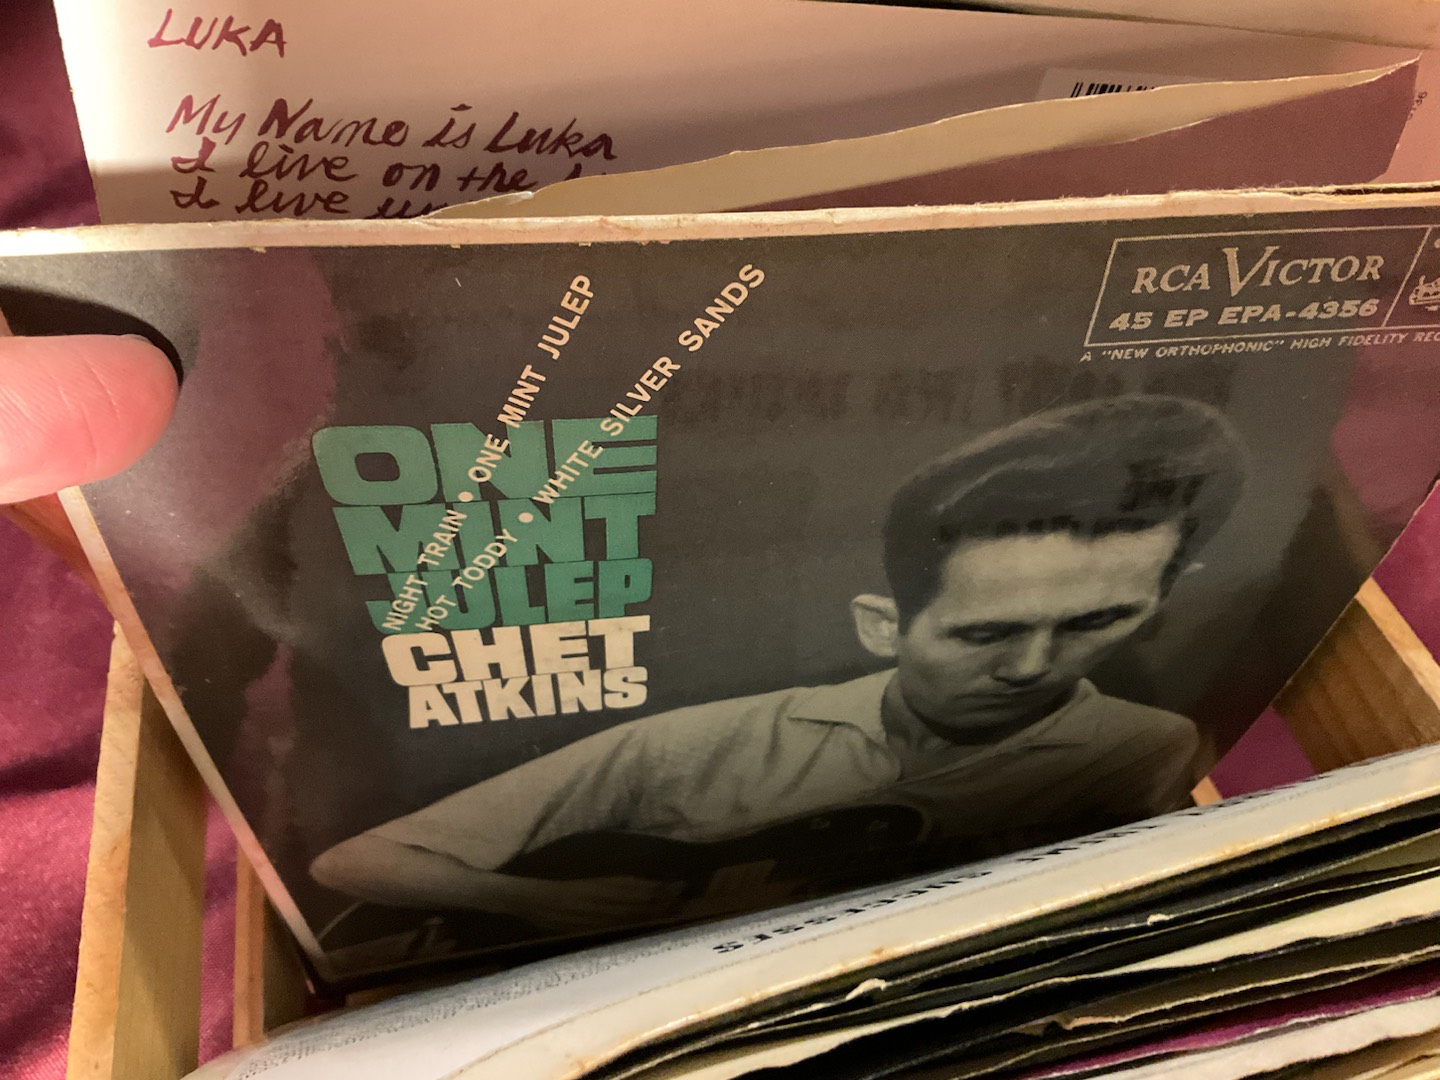 LUKA
My Name is Luka
I live on the
I live
RCA VICTOR
45 EP EPA-4356
A "NEW ORTHOPHONIC" HIGH FIDELITY
NIGHT TRAIN • ONE MINT JULEP
HOT TODDY • WHITE SILVER SANDS
ONE
MINT
JULEP
CHET
ATKINS
SUCCESSES